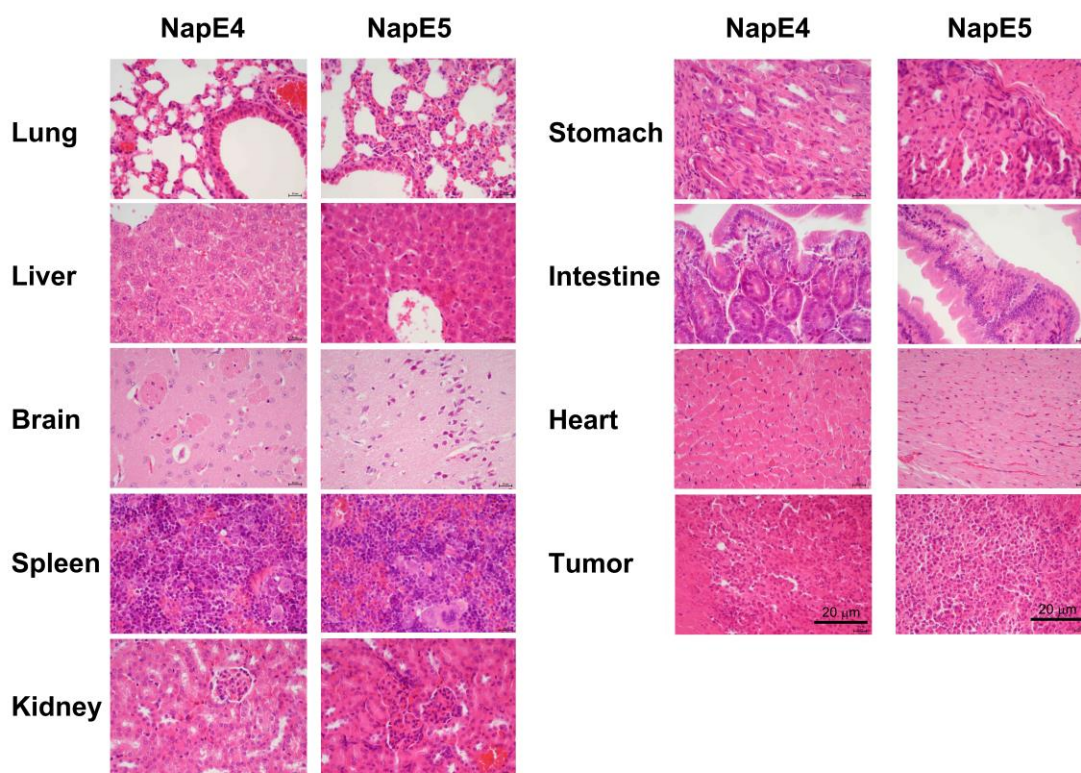 NapE4 NapE5
Lung
Liver
Brain
Spleen
Kidney
NapE4 NapE5
Stomach
Intestine
Heart
Tumor
20 μm 20 μm